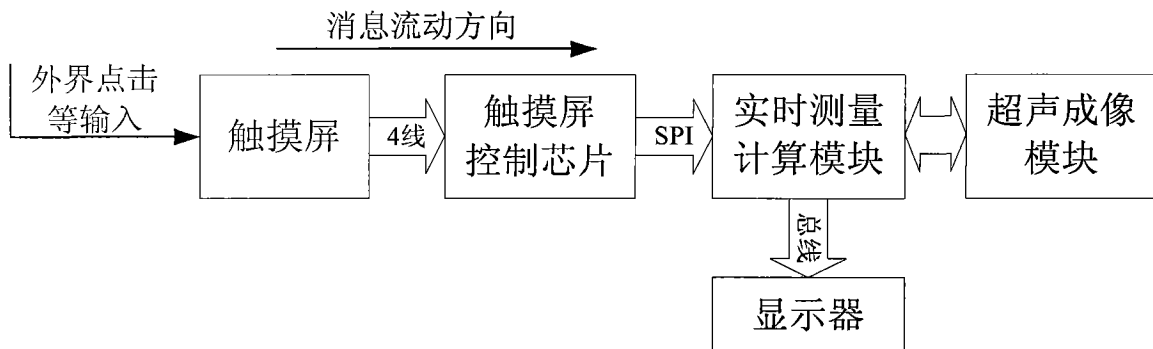 消息流动方向
外界点击
等输入
触摸屏
4线
触摸屏
控制芯片
SPI
实时测量
计算模块
超声成像
模块
总线
显示器